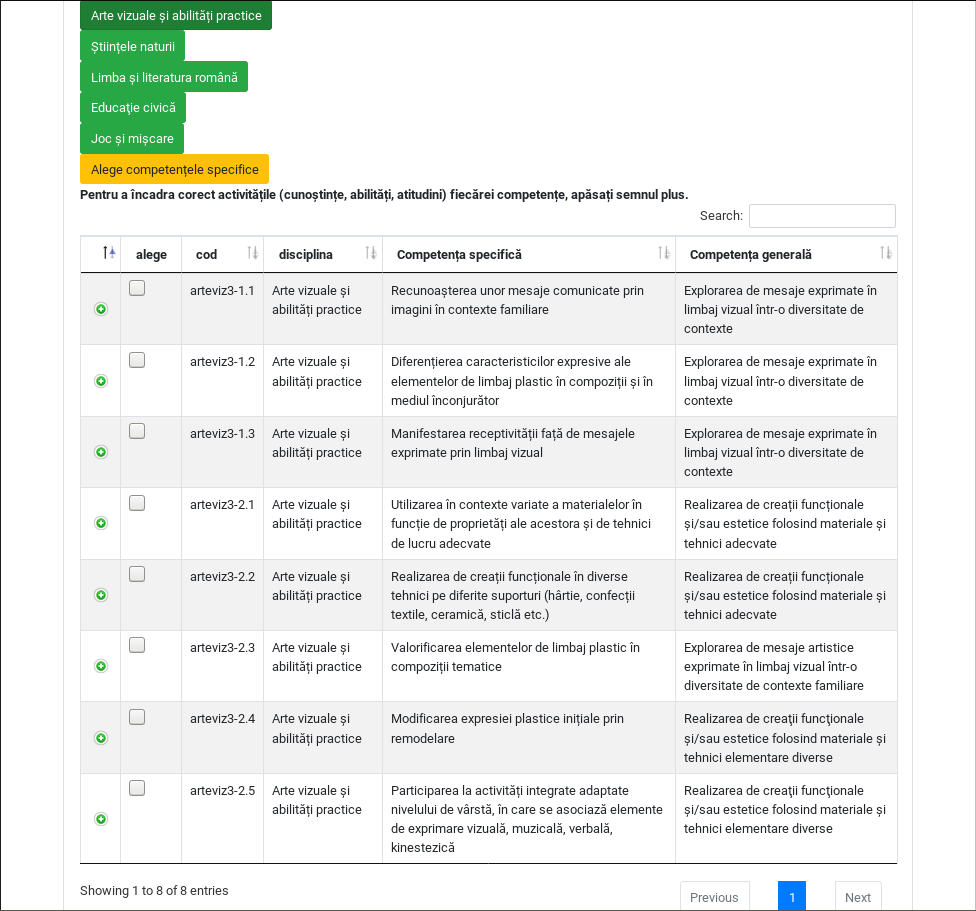 Arte vizuale și abilități practice
Științele naturii
Limba și literatura română
Educaţie civică
Joc și mișcare
Alege competențele specifice
Pentru a încadra corect activitățile (cunoștințe, abilități, atitudini) fiecărei competențe, apăsați semnul plus.
Search:
alege cod disciplina Competența specifică Competența generală
arteviz3-1.1 Arte vizuale și Recunoașterea unor mesaje comunicate prin Explorarea de mesaje exprimate în
abilități practice imagini în contexte familiare limbaj vizual într-o diversitate de
contexte
arteviz3-1.2 Arte vizuale și Diferențierea caracteristicilor expresive ale Explorarea de mesaje exprimate în
abilități practice elementelor de limbaj plastic în compoziții și în limbaj vizual într-o diversitate de
mediul înconjurător contexte
arteviz3-1.3 Arte vizuale și Manifestarea receptivității față de mesajele Explorarea de mesaje exprimate în
abilități practice exprimate prin limbaj vizual limbaj vizual într-o diversitate de
contexte
arteviz3-2.1 Arte vizuale și Utilizarea în contexte variate a materialelor în Realizarea de creații funcționale
abilități practice funcție de proprietăți ale acestora și de tehnici și/sau estetice folosind materiale și
de lucru adecvate tehnici adecvate
arteviz3-2.2 Arte vizuale și Realizarea de creații funcționale în diverse Realizarea de creații funcționale
abilități practice tehnici pe diferite suporturi (hârtie, confecții și/sau estetice folosind materiale și
textile, ceramică, sticlă etc.) tehnici adecvate
arteviz3-2.3 Arte vizuale și Valorificarea elementelor de limbaj plastic în Explorarea de mesaje artistice
abilități practice compoziții tematice exprimate în limbaj vizual într-o
diversitate de contexte familiare
arteviz3-2.4 Arte vizuale și Modificarea expresiei plastice inițiale prin Realizarea de creaţii funcţionale
abilități practice remodelare și/sau estetice folosind materiale și
tehnici elementare diverse
arteviz3-2.5 Arte vizuale și Participarea la activități integrate adaptate Realizarea de creaţii funcţionale
abilități practice nivelului de vârstă, în care se asociază elemente și/sau estetice folosind materiale și
de exprimare vizuală, muzicală, verbală, tehnici elementare diverse
kinestezică
Showing 1 to 8 of 8 entries Previous 1 Next